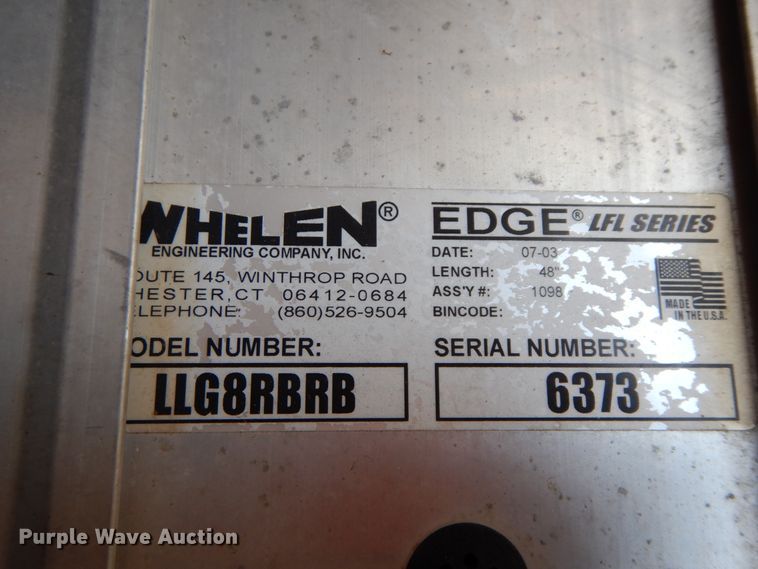 WHELEN®
ENGINEERING COMPANY, INC.
OUTE 145, WINTHROP ROAD
HESTER, CT 06412-0684
ELEPHONE: (860)526-9504
ODEL NUMBER:
LLG8RBRB
EDGE® LFL SERIES
DATE: 07-03
LENGTH: 48"
ASS'Y #: 1098
BINCODE:
MADE
IN THE U.S.A.
SERIAL NUMBER:
6373
Purple Wave Auction